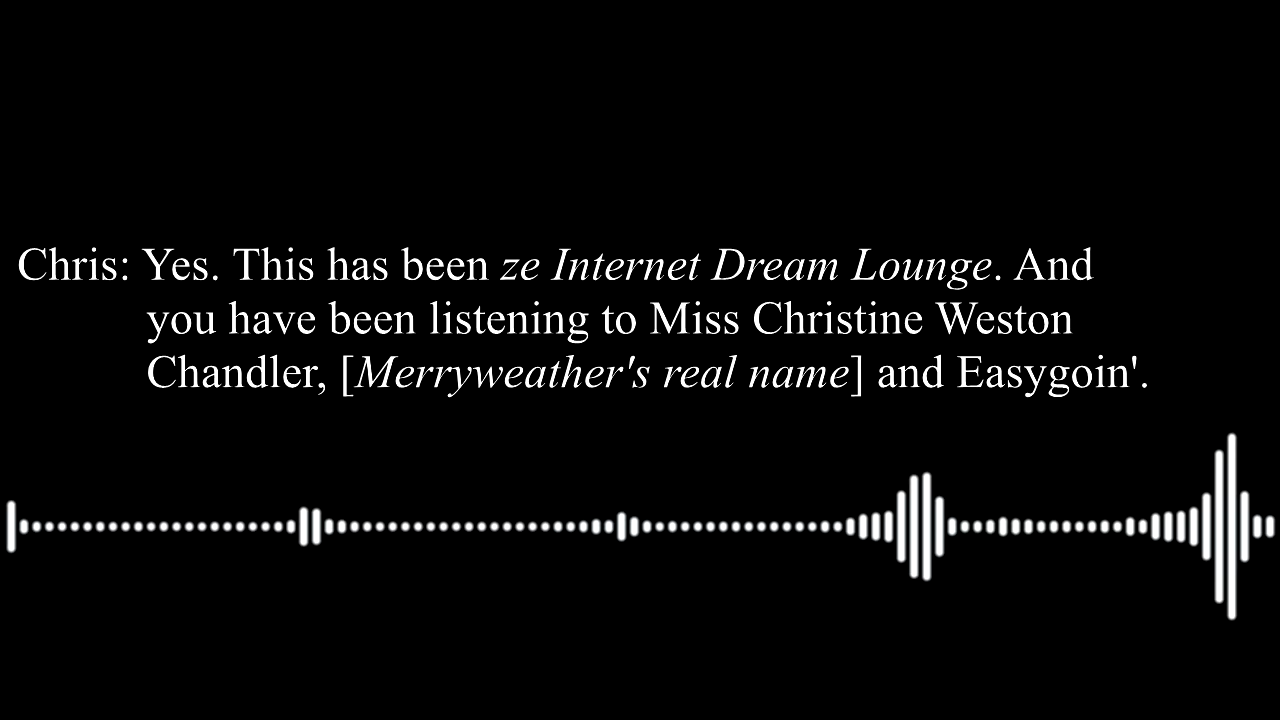 Chris: Yes. This has been ze Internet Dream Lounge. And
you have been listening to Miss Christine Weston
Chandler, [Merryweather's real name] and Easygoin'.